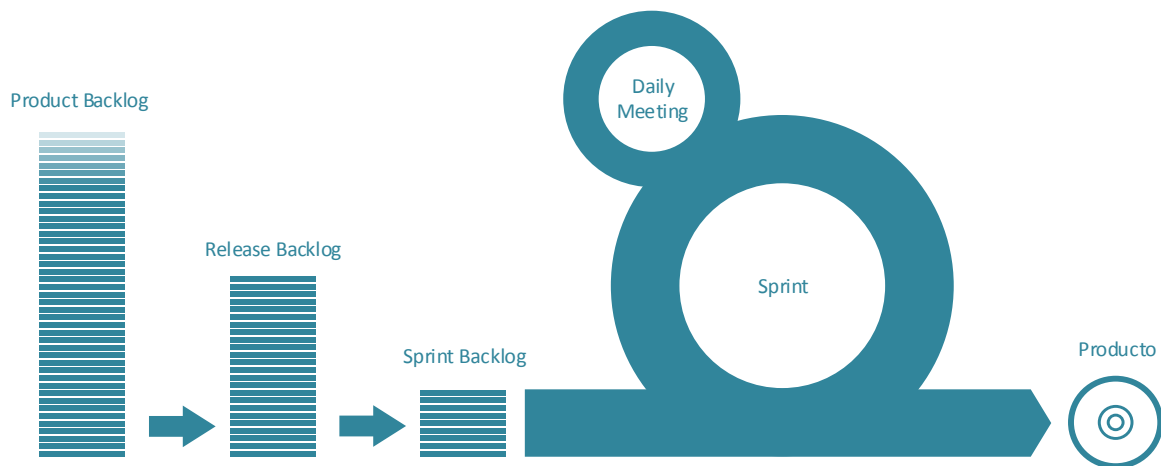 Product Backlog
Release Backlog
Sprint Backlog
Daily
Meeting
Sprint
Producto